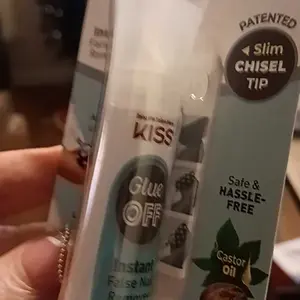 PATENTED
Slim
CHISEL
TIP
KISS
Glue
OFF
Instant
False Nail
Safe &
HASSLE-
FREE
Castor
Oil